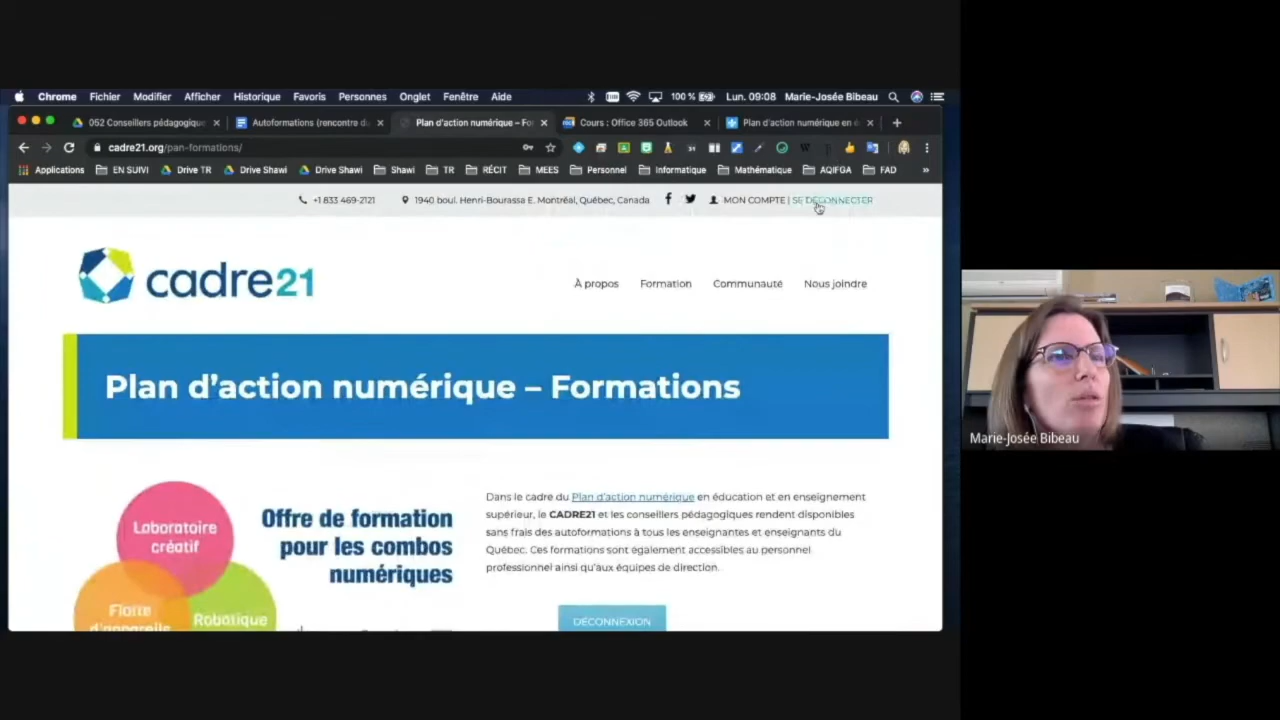 Chrome Fichier Modifier Afficher Historique Favoris Personnes Onglet Fenêtre Aide 100 % Lun. 09:08 Marie-Josée Bibeau
052 Conseillers pédagogique Autoformations (rencontre d Plan d'action numérique – Fo Cours : Office 365 Outlook Plan d'action numérique en é
cadre21.org/pan-formations/
Applications EN SUIVI Drive TR Drive Shawi Drive Shawi Shawi TR RÉCIT MEES Personnel Informatique Mathématique AQIFGA FAD »
+1 833 469-2121 1940 boul. Henri-Bourassa E. Montréal, Québec, Canada MON COMPTE | SE DÉCONNECTER
cadre21
À propos Formation Communauté Nous joindre
Plan d'action numérique – Formations
Laboratoire
créatif
Flotte
d'appareils
Robotique
Offre de formation
pour les combos
numériques
Dans le cadre du Plan d'action numérique en éducation et en enseignement
supérieur, le CADRE21 et les conseillers pédagogiques rendent disponibles
sans frais des autoformations à tous les enseignantes et enseignants du
Québec. Ces formations sont également accessibles au personnel
professionnel ainsi qu'aux équipes de direction.
DÉCONNEXION
Marie-Josée Bibeau